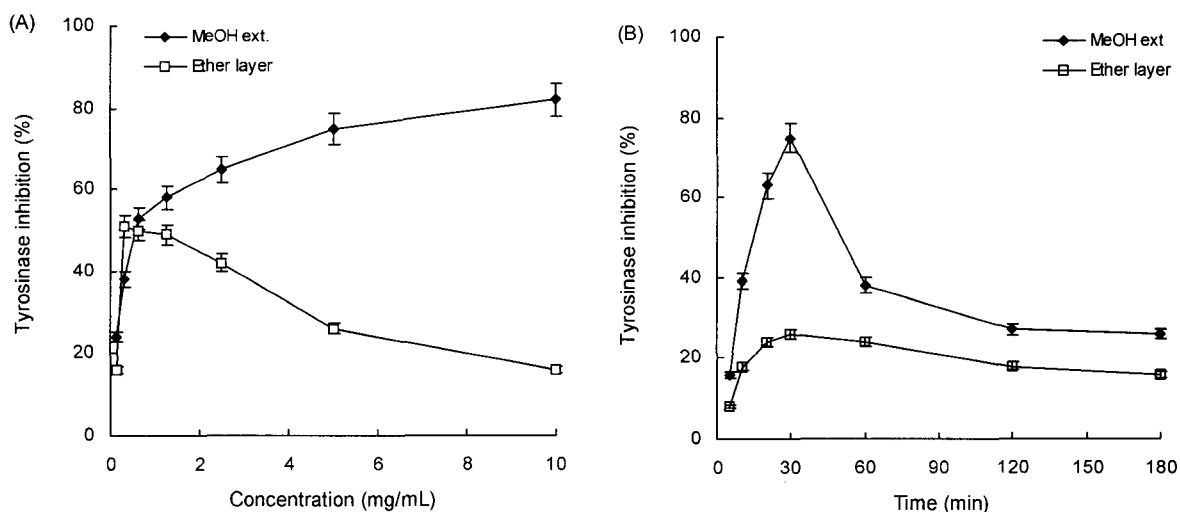 (A)
MeOH ext.
Ether layer
Tyrosinase inhibition (%)
100
80
60
40
20
0
0 2 4 6 8 10
Concentration (mg/mL)
(B)
MeOH ext
Ether layer
Tyrosinase inhibition (%)
100
80
60
40
20
0
0 30 60 90 120 150 180
Time (min)